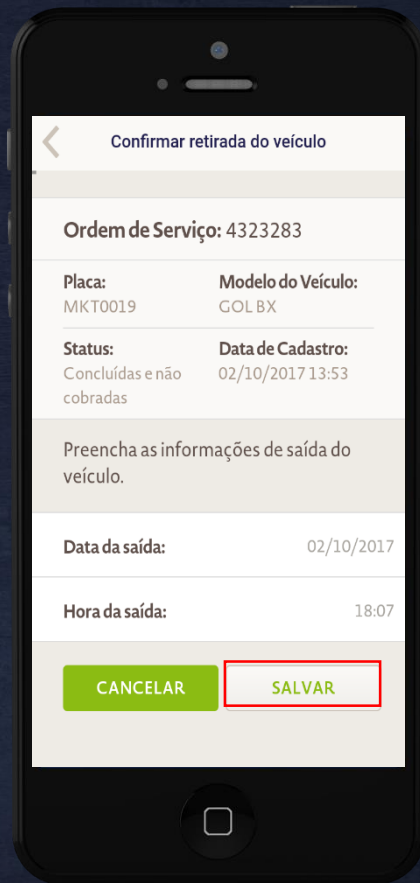 Confirmar retirada do veículo
Ordem de Serviço: 4323283
Placa: Modelo do Veículo:
MKT0019 GOL BX
Status: Data de Cadastro:
Concluídas e não 02/10/2017 13:53
cobradas
Preencha as informações de saída do
veículo.
Data da saída: 02/10/2017
Hora da saída: 18:07
CANCELAR SALVAR